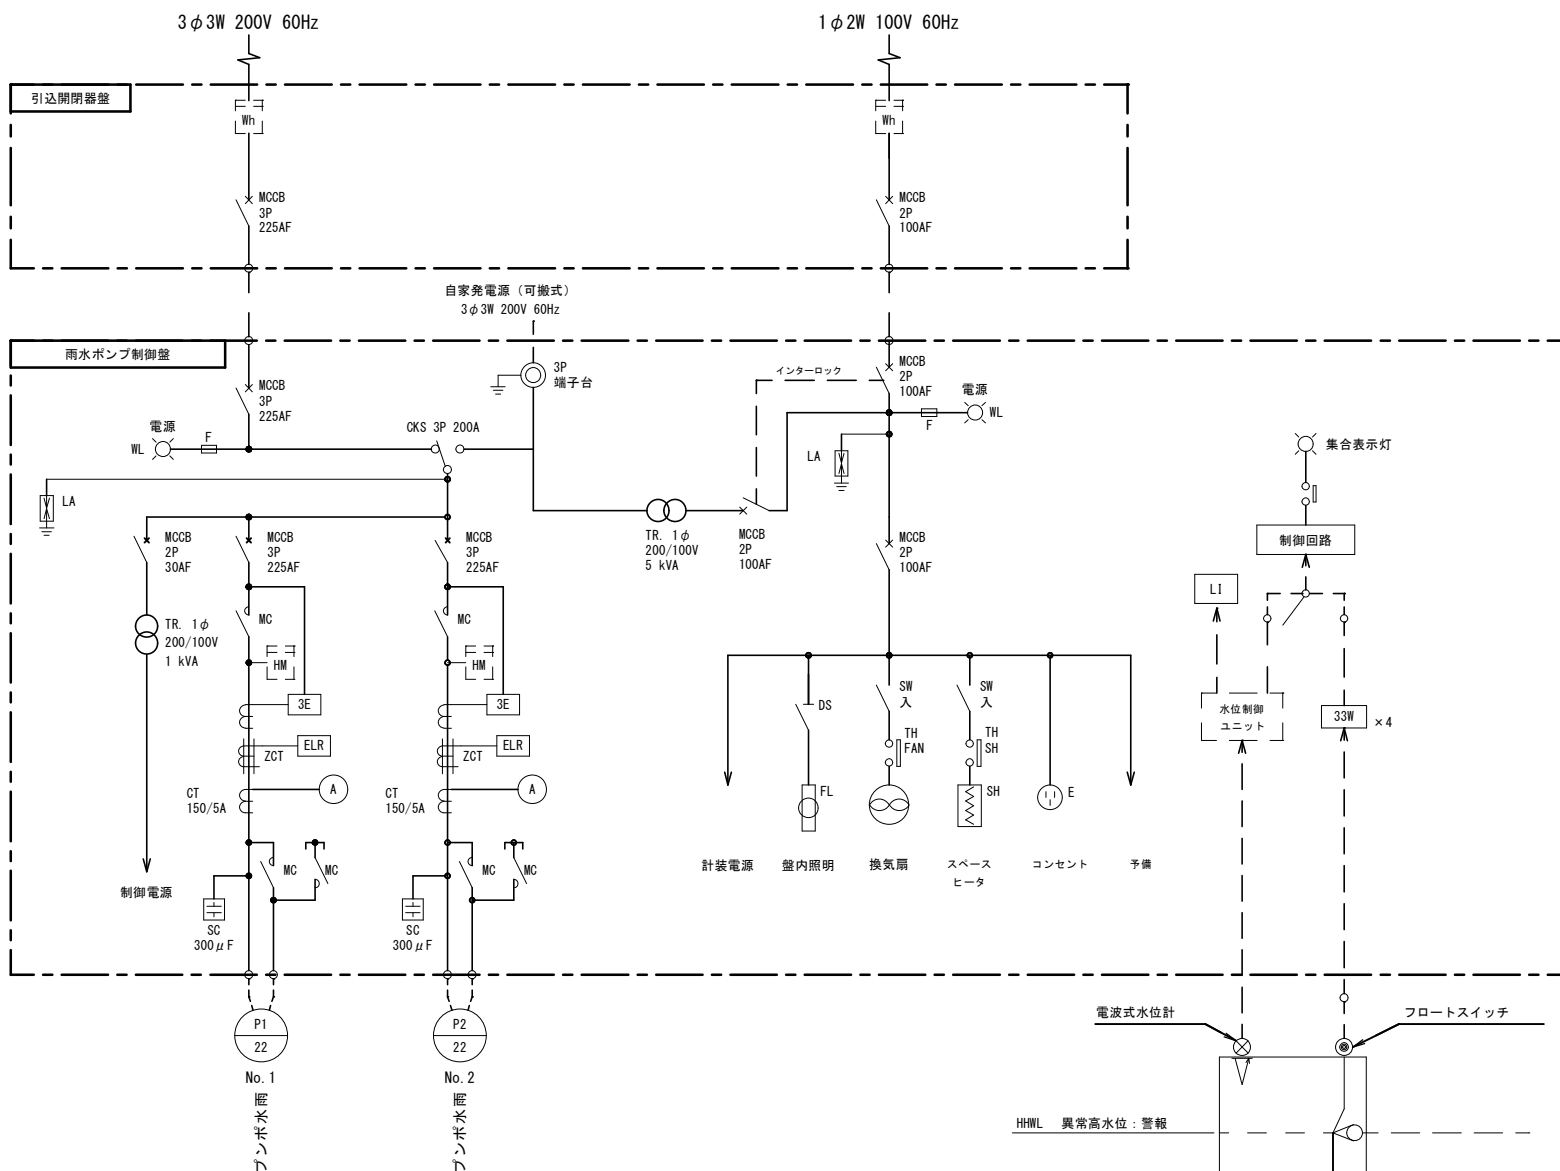 3φ3W 200V 60Hz
1φ2W 100V 60Hz
引込開閉器盤
Wh
Wh
MCCB
3P
225AF
MCCB
2P
100AF
自家発電源（可搬式）
3φ3W 200V 60Hz
雨水ポンプ制御盤
MCCB
3P
225AF
3P
端子台
インターロック
MCCB
2P
100AF
電源
WL
F
電源
WL
F
CKS 3P 200A
LA
LA
集合表示灯
TR. 1φ
200/100V
5 kVA
MCCB
2P
100AF
MCCB
2P
30AF
MCCB
3P
225AF
MCCB
3P
225AF
MCCB
2P
100AF
制御回路
LI
TR. 1φ
200/100V
1 kVA
MC
MC
HM
HM
3E
3E
ELR
ELR
ZCT
ZCT
CT
150/5A
CT
150/5A
A
A
DS
SW
入
SW
入
TH
FAN
TH
SH
FL
SH
E
水位制御
ユニット
33W
×4
計装電源
盤内照明
換気扇
スペース
ヒータ
コンセント
予備
MC
MC
MC
MC
制御電源
SC
300μF
SC
300μF
P1
22
P2
22
No.1
雨水ポンプ
No.2
雨水ポンプ
電波式水位計
フロートスイッチ
HHWL 異常高水位：警報